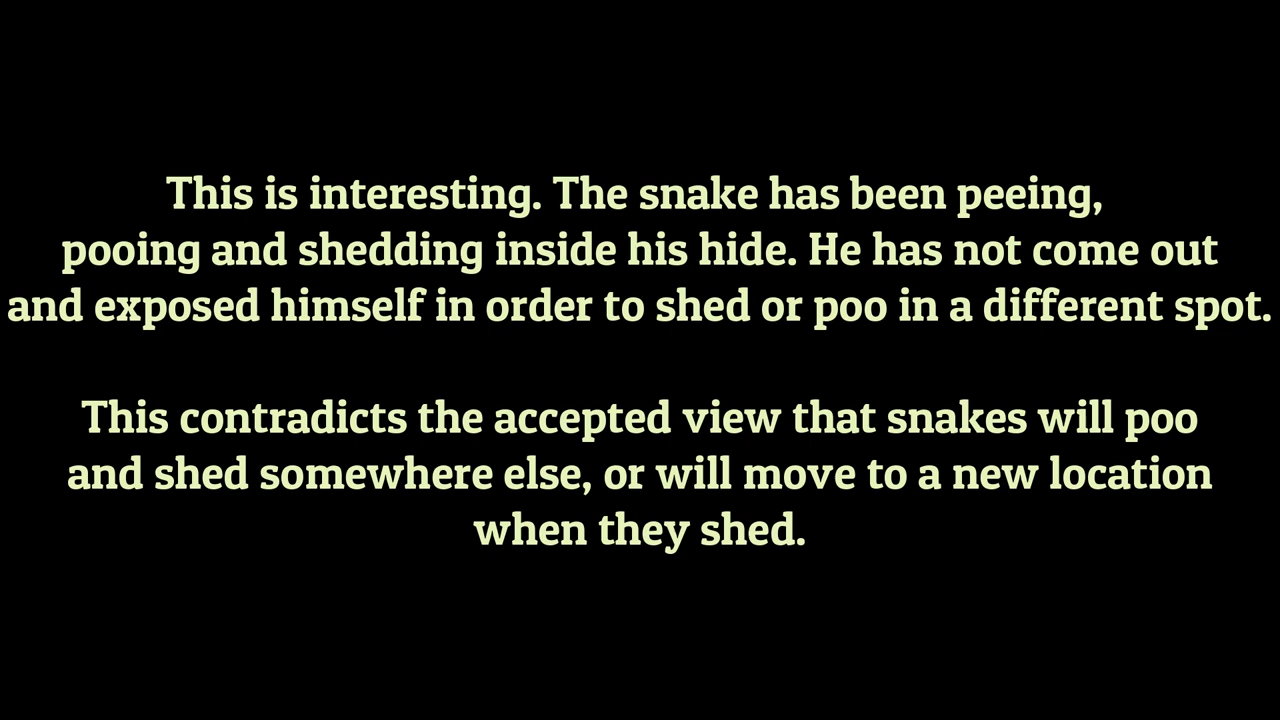 This is interesting. The snake has been peeing,
pooing and shedding inside his hide. He has not come out
and exposed himself in order to shed or poo in a different spot.
This contradicts the accepted view that snakes will poo
and shed somewhere else, or will move to a new location
when they shed.